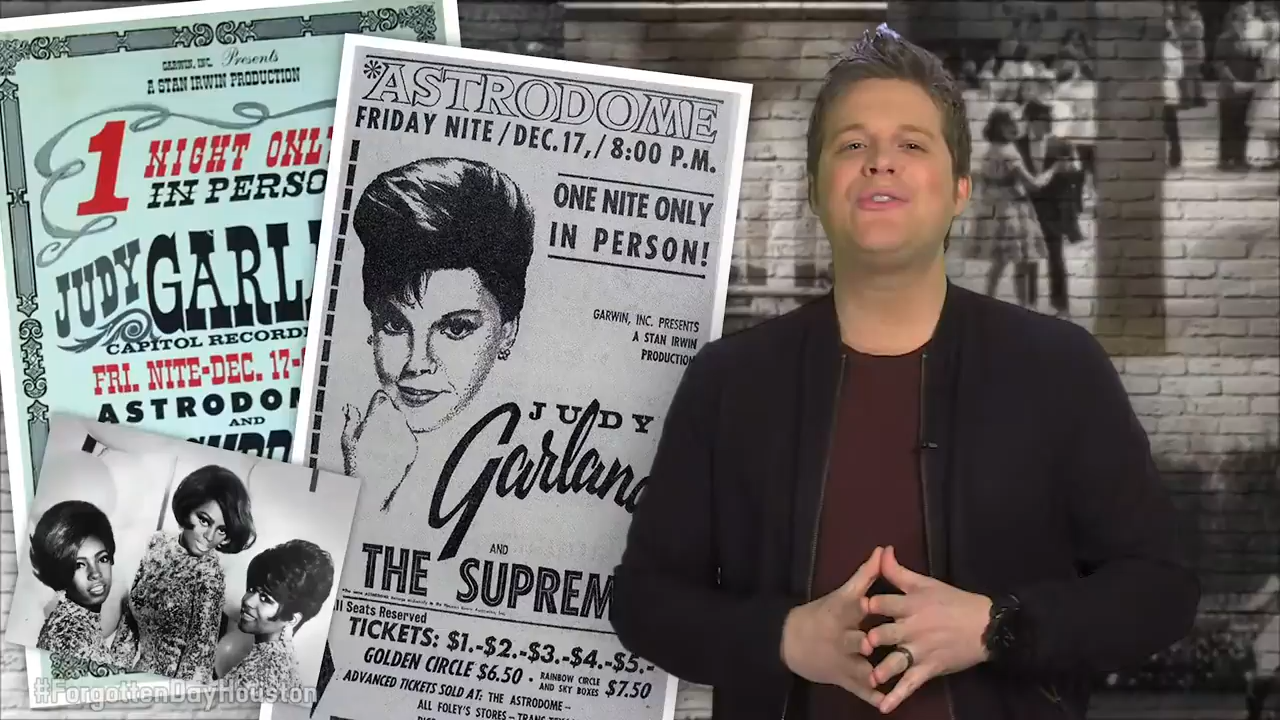 GARWIN, INC. Presents
A STAN IRWIN PRODUCTION
1 NIGHT ONL
IN PERSO
JUDY GARL
CAPITOL RECORD
FRI. NITE-DEC. 17-
ASTRODO
AND
*ASTRODOME
FRIDAY NITE/DEC. 17,/8:00 P.M.
ONE NITE ONLY
IN PERSON!
GARWIN, INC. PRESENTS
A STAN IRWIN
PRODUCTION
JUDY
Garland
AND
THE SUPREM
ll Seats Reserved
TICKETS: $1.-$2.-$3.-$4.-$5.-
GOLDEN CIRCLE $6.50 - RAINBOW CIRCLE AND SKY BOXES $7.50
ADVANCED TICKETS SOLD AT: THE ASTRODOME-
ALL FOLEY'S STORES-
#ForgottenDayHouston